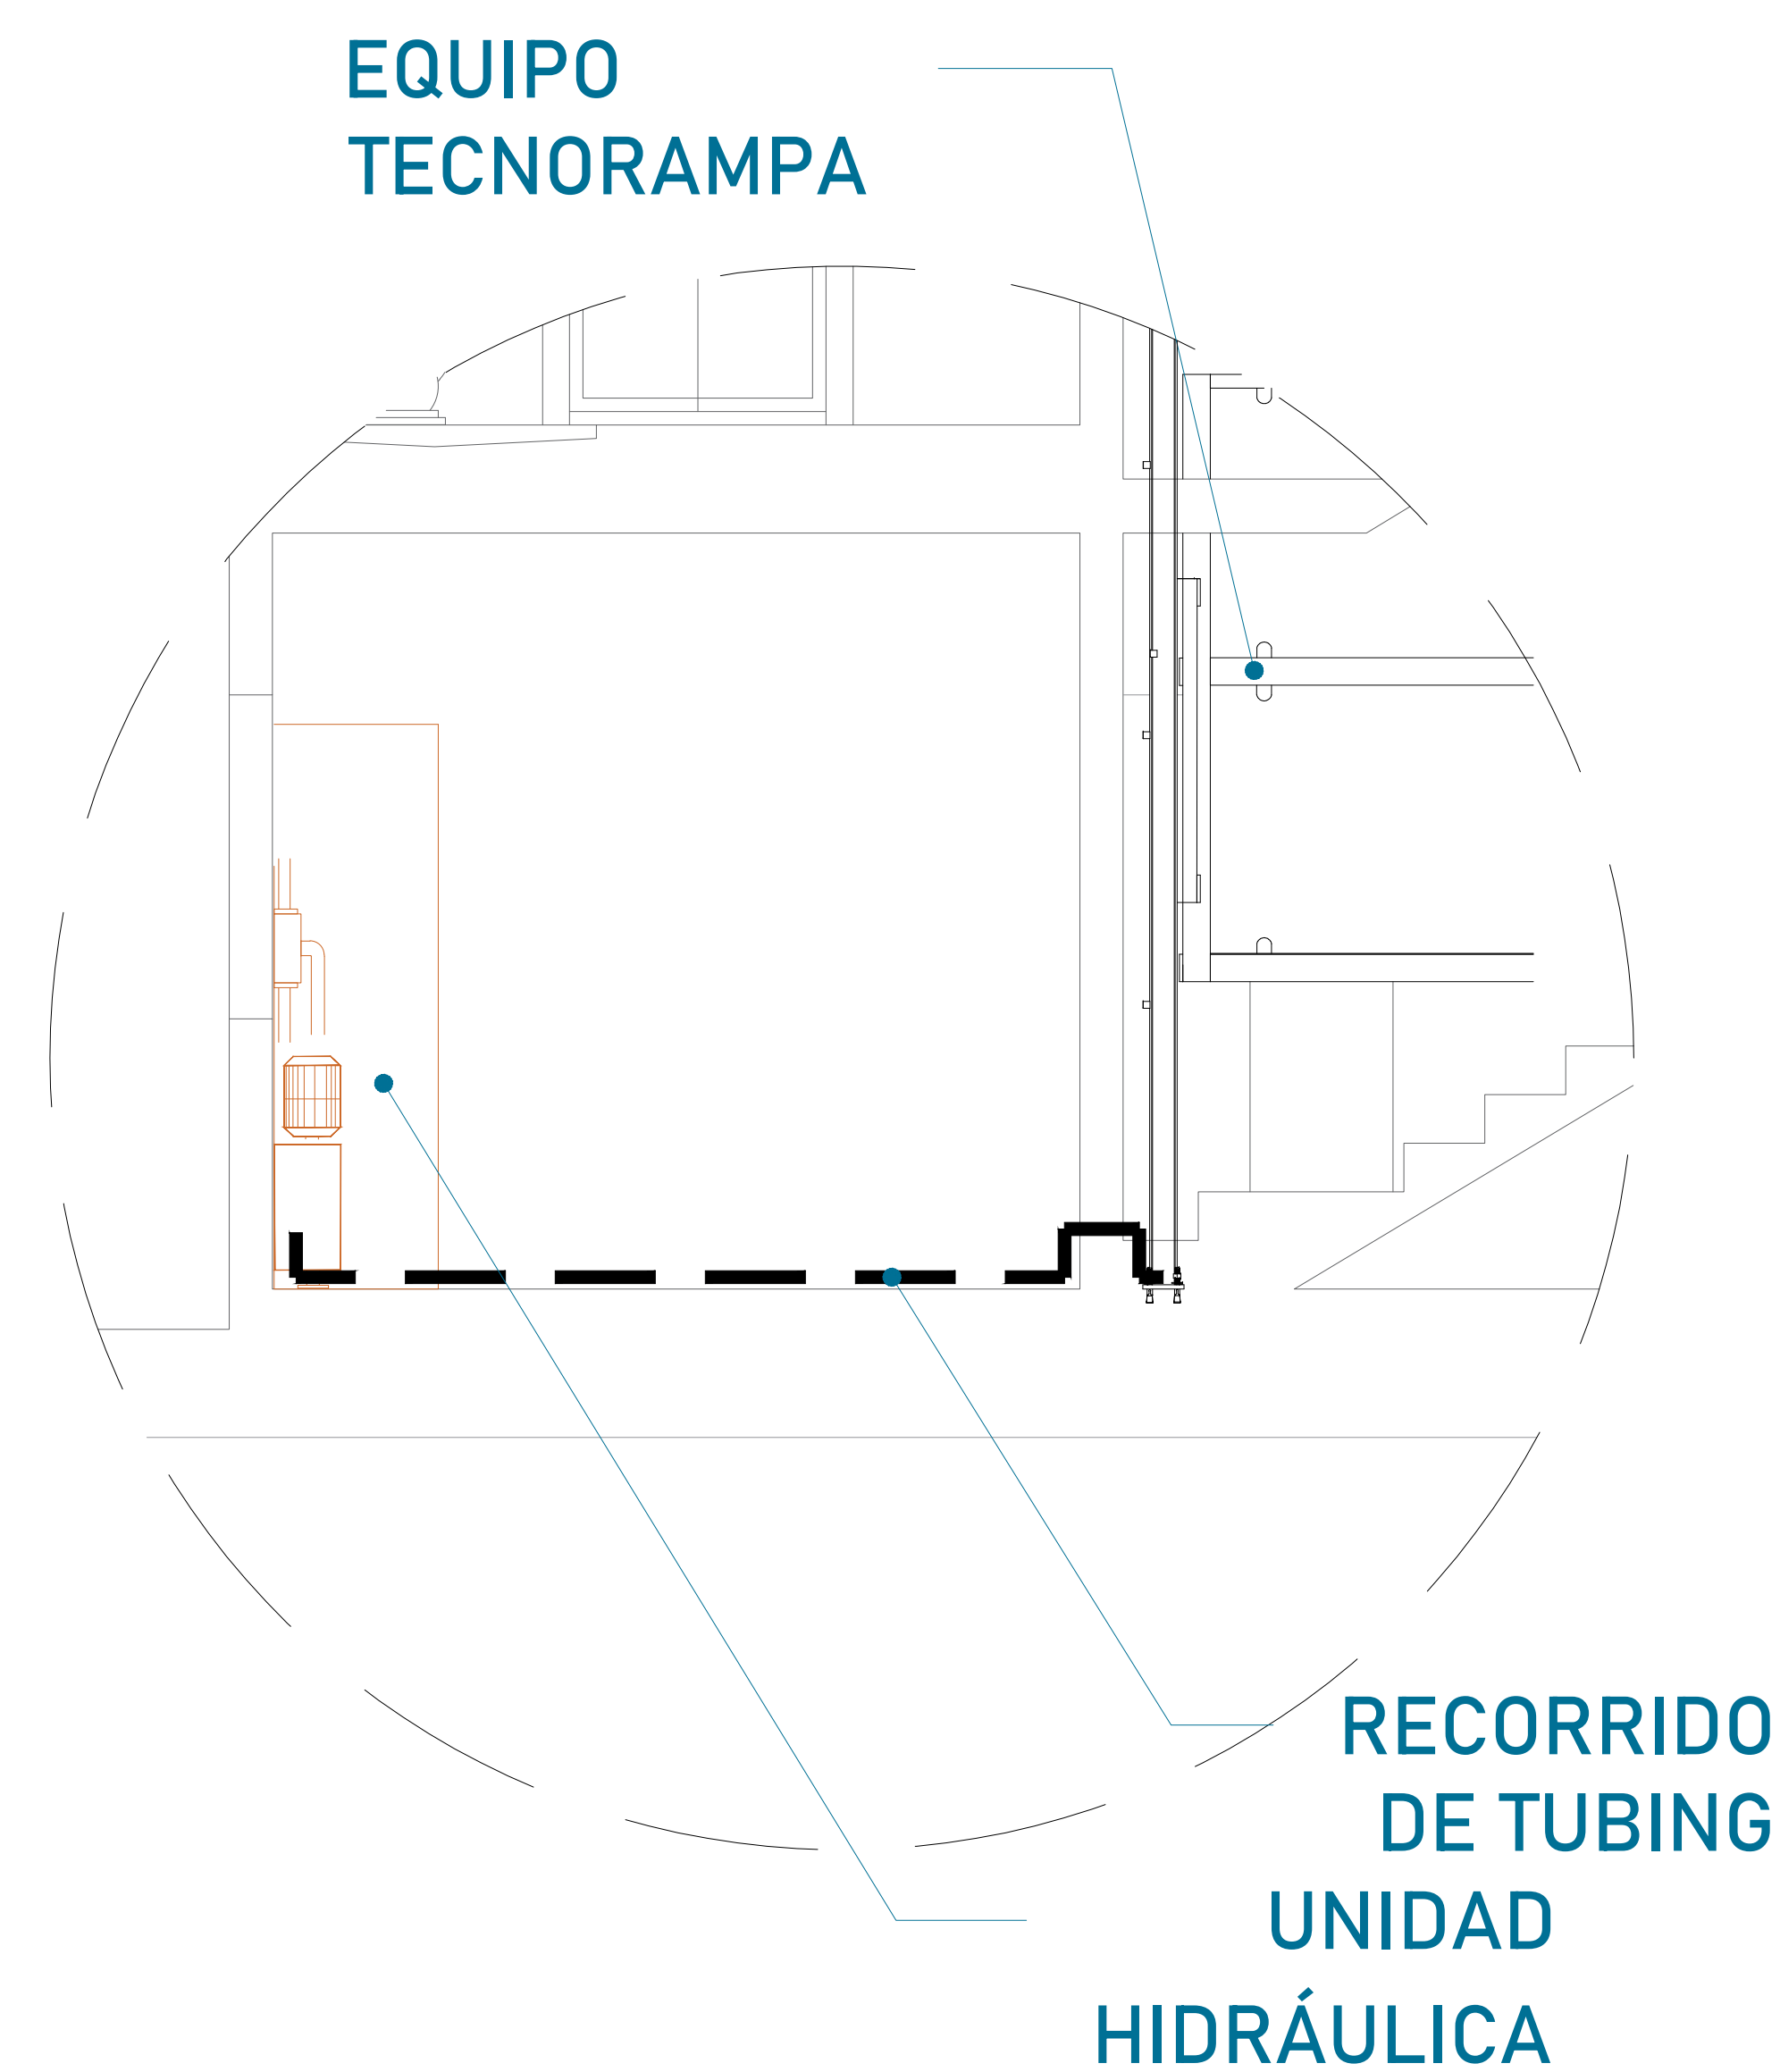 EQUIPO
TECNORAMPA
RECORRIDO
DE TUBING
UNIDAD
HIDRÁULICA